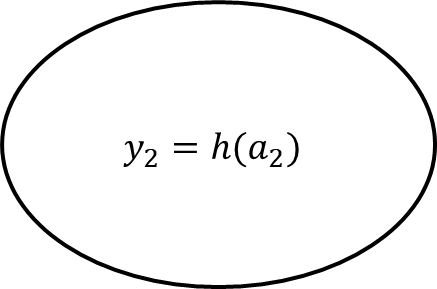 y₂ = h(a₂)